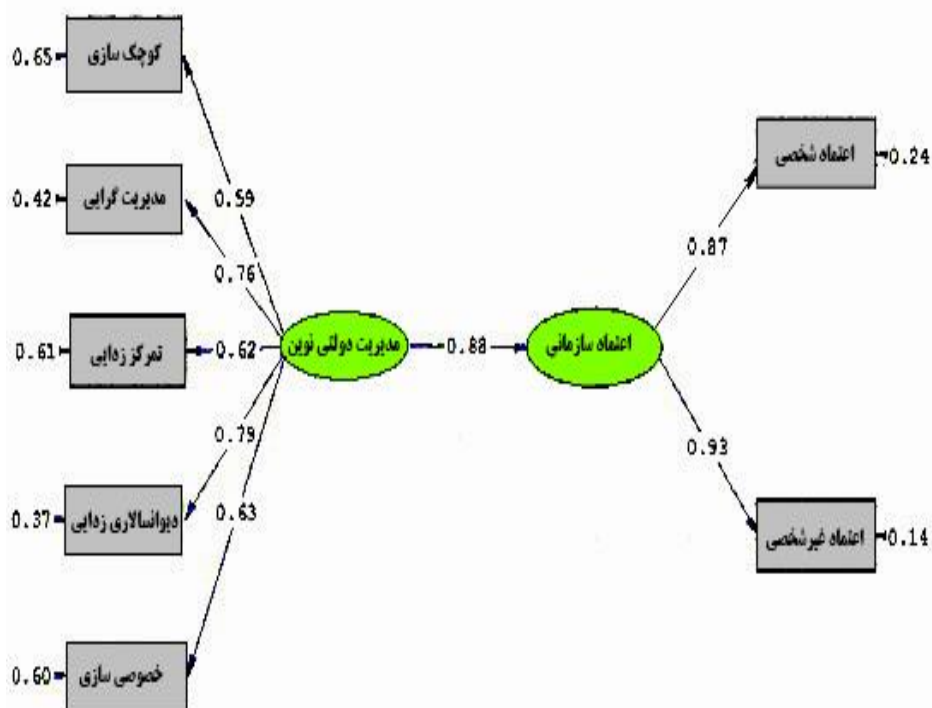 کوچک سازی
0.65
مدیریت گرایی
0.42
تمرکز زدایی
0.61
دیوانسالاری زدایی
0.37
خصوصی سازی
0.60
0.59
0.76
0.62
0.79
0.63
مدیریت دولتی نوین
0.88
اعتماد سازمانی
0.87
0.93
اعتماد شخصی
0.24
اعتماد غیرشخصی
0.14